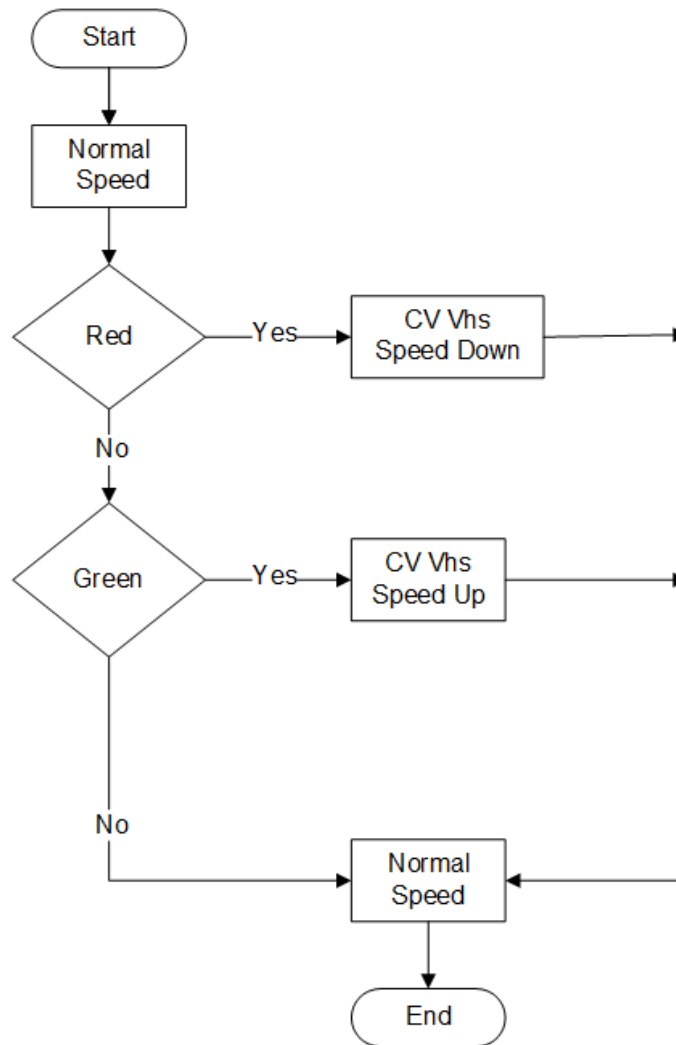 Start
Normal
Speed
Red
Yes
CV Vhs
Speed Down
No
Green
Yes
CV Vhs
Speed Up
No
Normal
Speed
End